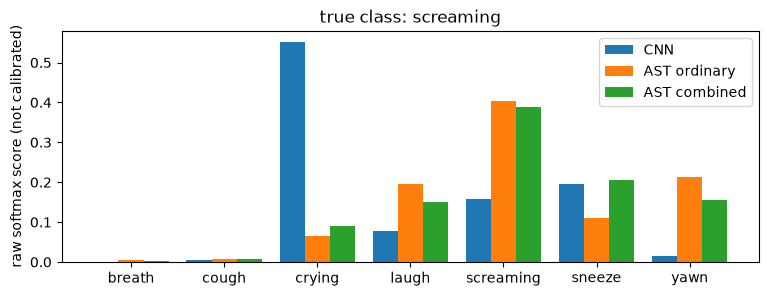 true class: screaming
raw softmax score (not calibrated)
0.5
0.4
0.3
0.2
0.1
0.0
CNN
AST ordinary
AST combined
breath cough crying laugh screaming sneeze yawn